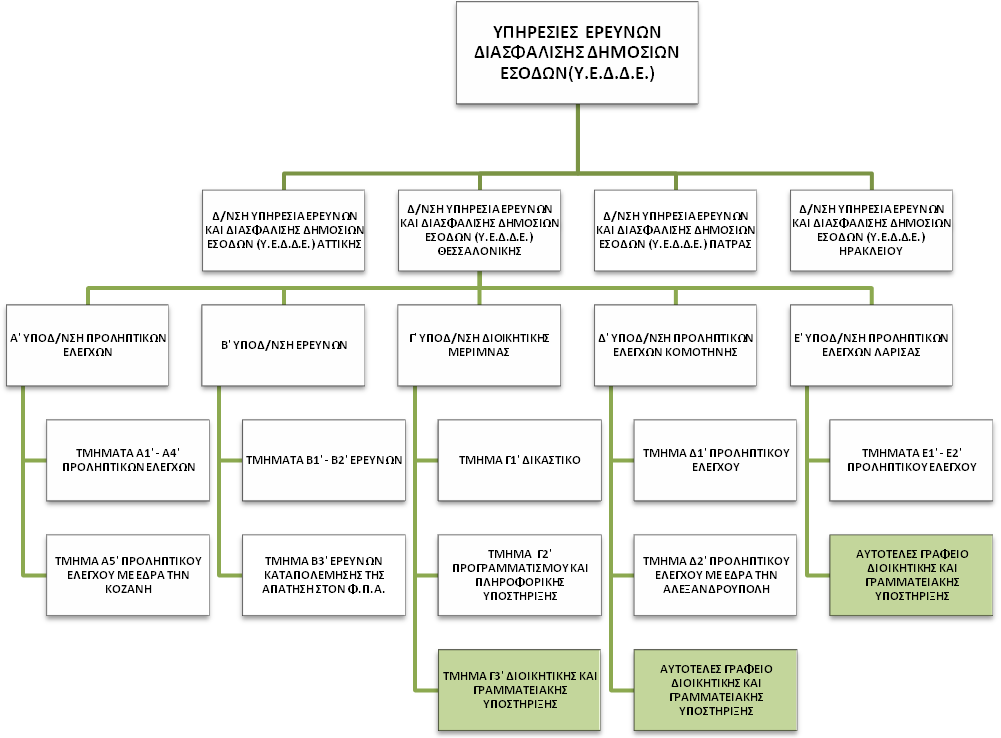 ΥΠΗΡΕΣΙΕΣ ΕΡΕΥΝΩΝ
ΔΙΑΣΦΑΛΙΣΗΣ ΔΗΜΟΣΙΩΝ
ΕΣΟΔΩΝ(Υ.Ε.Δ.Δ.Ε.)
Δ/ΝΣΗ ΥΠΗΡΕΣΙΑ ΕΡΕΥΝΩΝ
ΚΑΙ ΔΙΑΣΦΑΛΙΣΗΣ ΔΗΜΟΣΙΩΝ
ΕΣΟΔΩΝ (Υ.Ε.Δ.Δ.Ε.) ΑΤΤΙΚΗΣ
Δ/ΝΣΗ ΥΠΗΡΕΣΙΑ ΕΡΕΥΝΩΝ
ΚΑΙ ΔΙΑΣΦΑΛΙΣΗΣ ΔΗΜΟΣΙΩΝ
ΕΣΟΔΩΝ (Υ.Ε.Δ.Δ.Ε.)
ΘΕΣΣΑΛΟΝΙΚΗΣ
Δ/ΝΣΗ ΥΠΗΡΕΣΙΑ ΕΡΕΥΝΩΝ
ΚΑΙ ΔΙΑΣΦΑΛΙΣΗΣ ΔΗΜΟΣΙΩΝ
ΕΣΟΔΩΝ (Υ.Ε.Δ.Δ.Ε.) ΠΑΤΡΑΣ
Δ/ΝΣΗ ΥΠΗΡΕΣΙΑ ΕΡΕΥΝΩΝ
ΚΑΙ ΔΙΑΣΦΑΛΙΣΗΣ ΔΗΜΟΣΙΩΝ
ΕΣΟΔΩΝ (Υ.Ε.Δ.Δ.Ε.)
ΗΡΑΚΛΕΙΟΥ
Α' ΥΠΟΔ/ΝΣΗ ΠΡΟΛΗΠΤΙΚΩΝ
ΕΛΕΓΧΩΝ
Β' ΥΠΟΔ/ΝΣΗ ΕΡΕΥΝΩΝ
Γ' ΥΠΟΔ/ΝΣΗ ΔΙΟΙΚΗΤΙΚΗΣ
ΜΕΡΙΜΝΑΣ
Δ' ΥΠΟΔ/ΝΣΗ ΠΡΟΛΗΠΤΙΚΩΝ
ΕΛΕΓΧΩΝ ΚΟΜΟΤΗΝΗΣ
Ε' ΥΠΟΔ/ΝΣΗ ΠΡΟΛΗΠΤΙΚΩΝ
ΕΛΕΓΧΩΝ ΛΑΡΙΣΑΣ
ΤΜΗΜΑΤΑ Α1' - Α4'
ΠΡΟΛΗΠΤΙΚΩΝ ΕΛΕΓΧΩΝ
ΤΜΗΜΑΤΑ Β1' - Β2' ΕΡΕΥΝΩΝ
ΤΜΗΜΑ Γ1' ΔΙΚΑΣΤΙΚΟ
ΤΜΗΜΑ Δ1' ΠΡΟΛΗΠΤΙΚΟΥ
ΕΛΕΓΧΟΥ
ΤΜΗΜΑΤΑ Ε1' - Ε2'
ΠΡΟΛΗΠΤΙΚΟΥ ΕΛΕΓΧΟΥ
ΤΜΗΜΑ Α5' ΠΡΟΛΗΠΤΙΚΟΥ
ΕΛΕΓΧΟΥ ΜΕ ΕΔΡΑ ΤΗΝ
ΚΟΖΑΝΗ
ΤΜΗΜΑ Β3' ΕΡΕΥΝΩΝ
ΚΑΤΑΠΟΛΕΜΗΣΗΣ ΤΗΣ
ΑΠΑΤΗΣ ΣΤΟΝ Φ.Π.Α.
ΤΜΗΜΑ Γ2'
ΠΡΟΓΡΑΜΜΑΤΙΣΜΟΥ ΚΑΙ
ΠΛΗΡΟΦΟΡΙΚΗΣ
ΥΠΟΣΤΗΡΙΞΗΣ
ΤΜΗΜΑ Δ2' ΠΡΟΛΗΠΤΙΚΟΥ
ΕΛΕΓΧΟΥ ΜΕ ΕΔΡΑ ΤΗΝ
ΑΛΕΞΑΝΔΡΟΥΠΟΛΗ
ΑΥΤΟΤΕΛΕΣ ΓΡΑΦΕΙΟ
ΔΙΟΙΚΗΤΙΚΗΣ ΚΑΙ
ΓΡΑΜΜΑΤΕΙΑΚΗΣ
ΥΠΟΣΤΗΡΙΞΗΣ
ΤΜΗΜΑ Γ3' ΔΙΟΙΚΗΤΙΚΗΣ ΚΑΙ
ΓΡΑΜΜΑΤΕΙΑΚΗΣ
ΥΠΟΣΤΗΡΙΞΗΣ
ΑΥΤΟΤΕΛΕΣ ΓΡΑΦΕΙΟ
ΔΙΟΙΚΗΤΙΚΗΣ ΚΑΙ
ΓΡΑΜΜΑΤΕΙΑΚΗΣ
ΥΠΟΣΤΗΡΙΞΗΣ